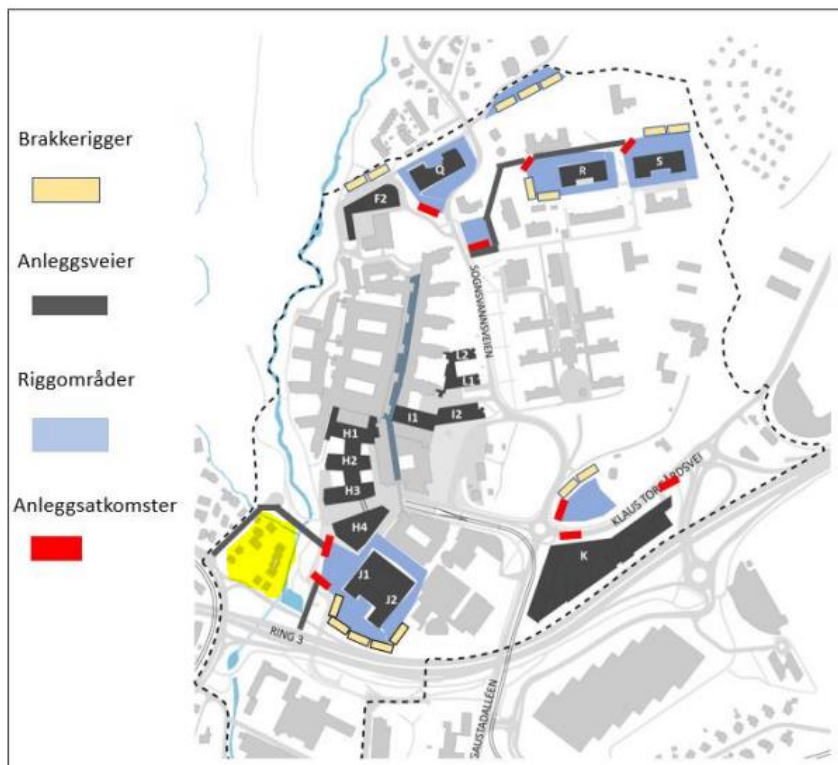 Brakkerigger
Anleggsveier
Riggområder
Anleggsatkomster
Q
R
S
F2
SOGNSVANNSVEIEN
L2
L1
I1
I2
H1
H2
H3
H4
KLAUS TORGÅRDSVEI
K
J1
J2
RING 3
GAUSTADALLÉEN